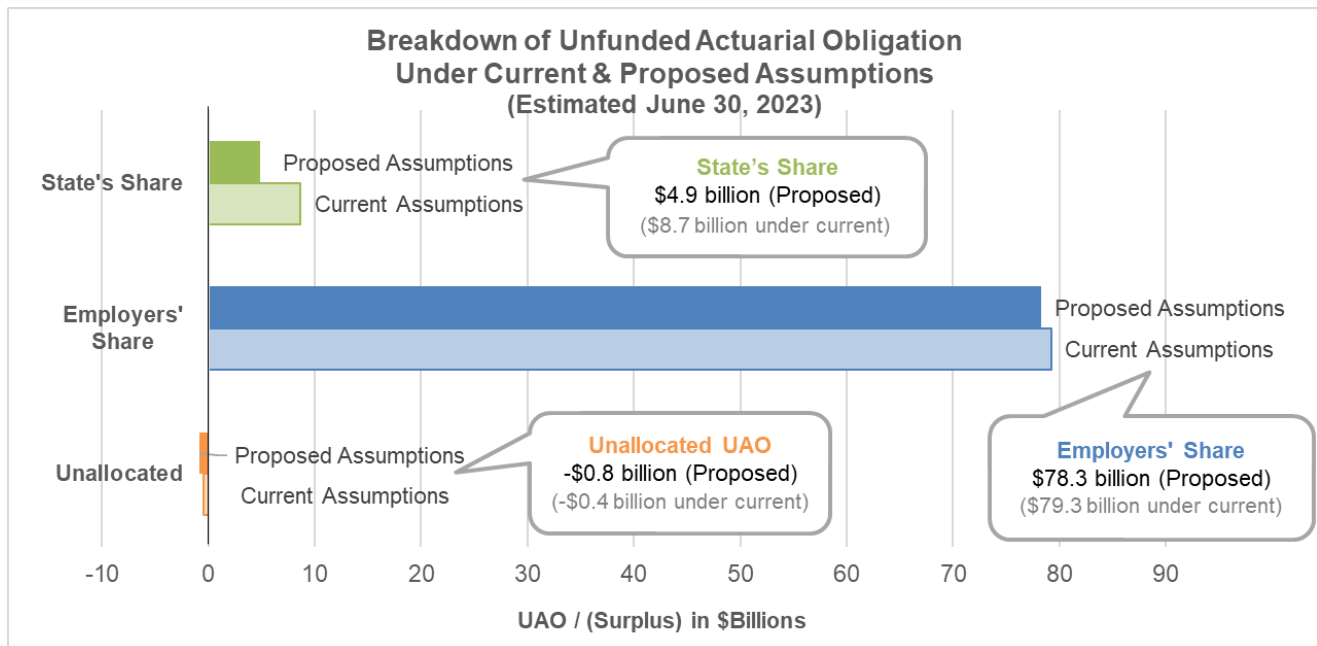 Breakdown of Unfunded Actuarial Obligation
Under Current & Proposed Assumptions
(Estimated June 30, 2023)
State's Share
Proposed Assumptions
Current Assumptions
State’s Share
$4.9 billion (Proposed)
($8.7 billion under current)
Employers'
Share
Proposed Assumptions
Current Assumptions
Employers' Share
$78.3 billion (Proposed)
($79.3 billion under current)
Unallocated
Proposed Assumptions
Current Assumptions
Unallocated UAO
-$0.8 billion (Proposed)
(-$0.4 billion under current)
-10 0 10 20 30 40 50 60 70 80 90
UAO / (Surplus) in $Billions